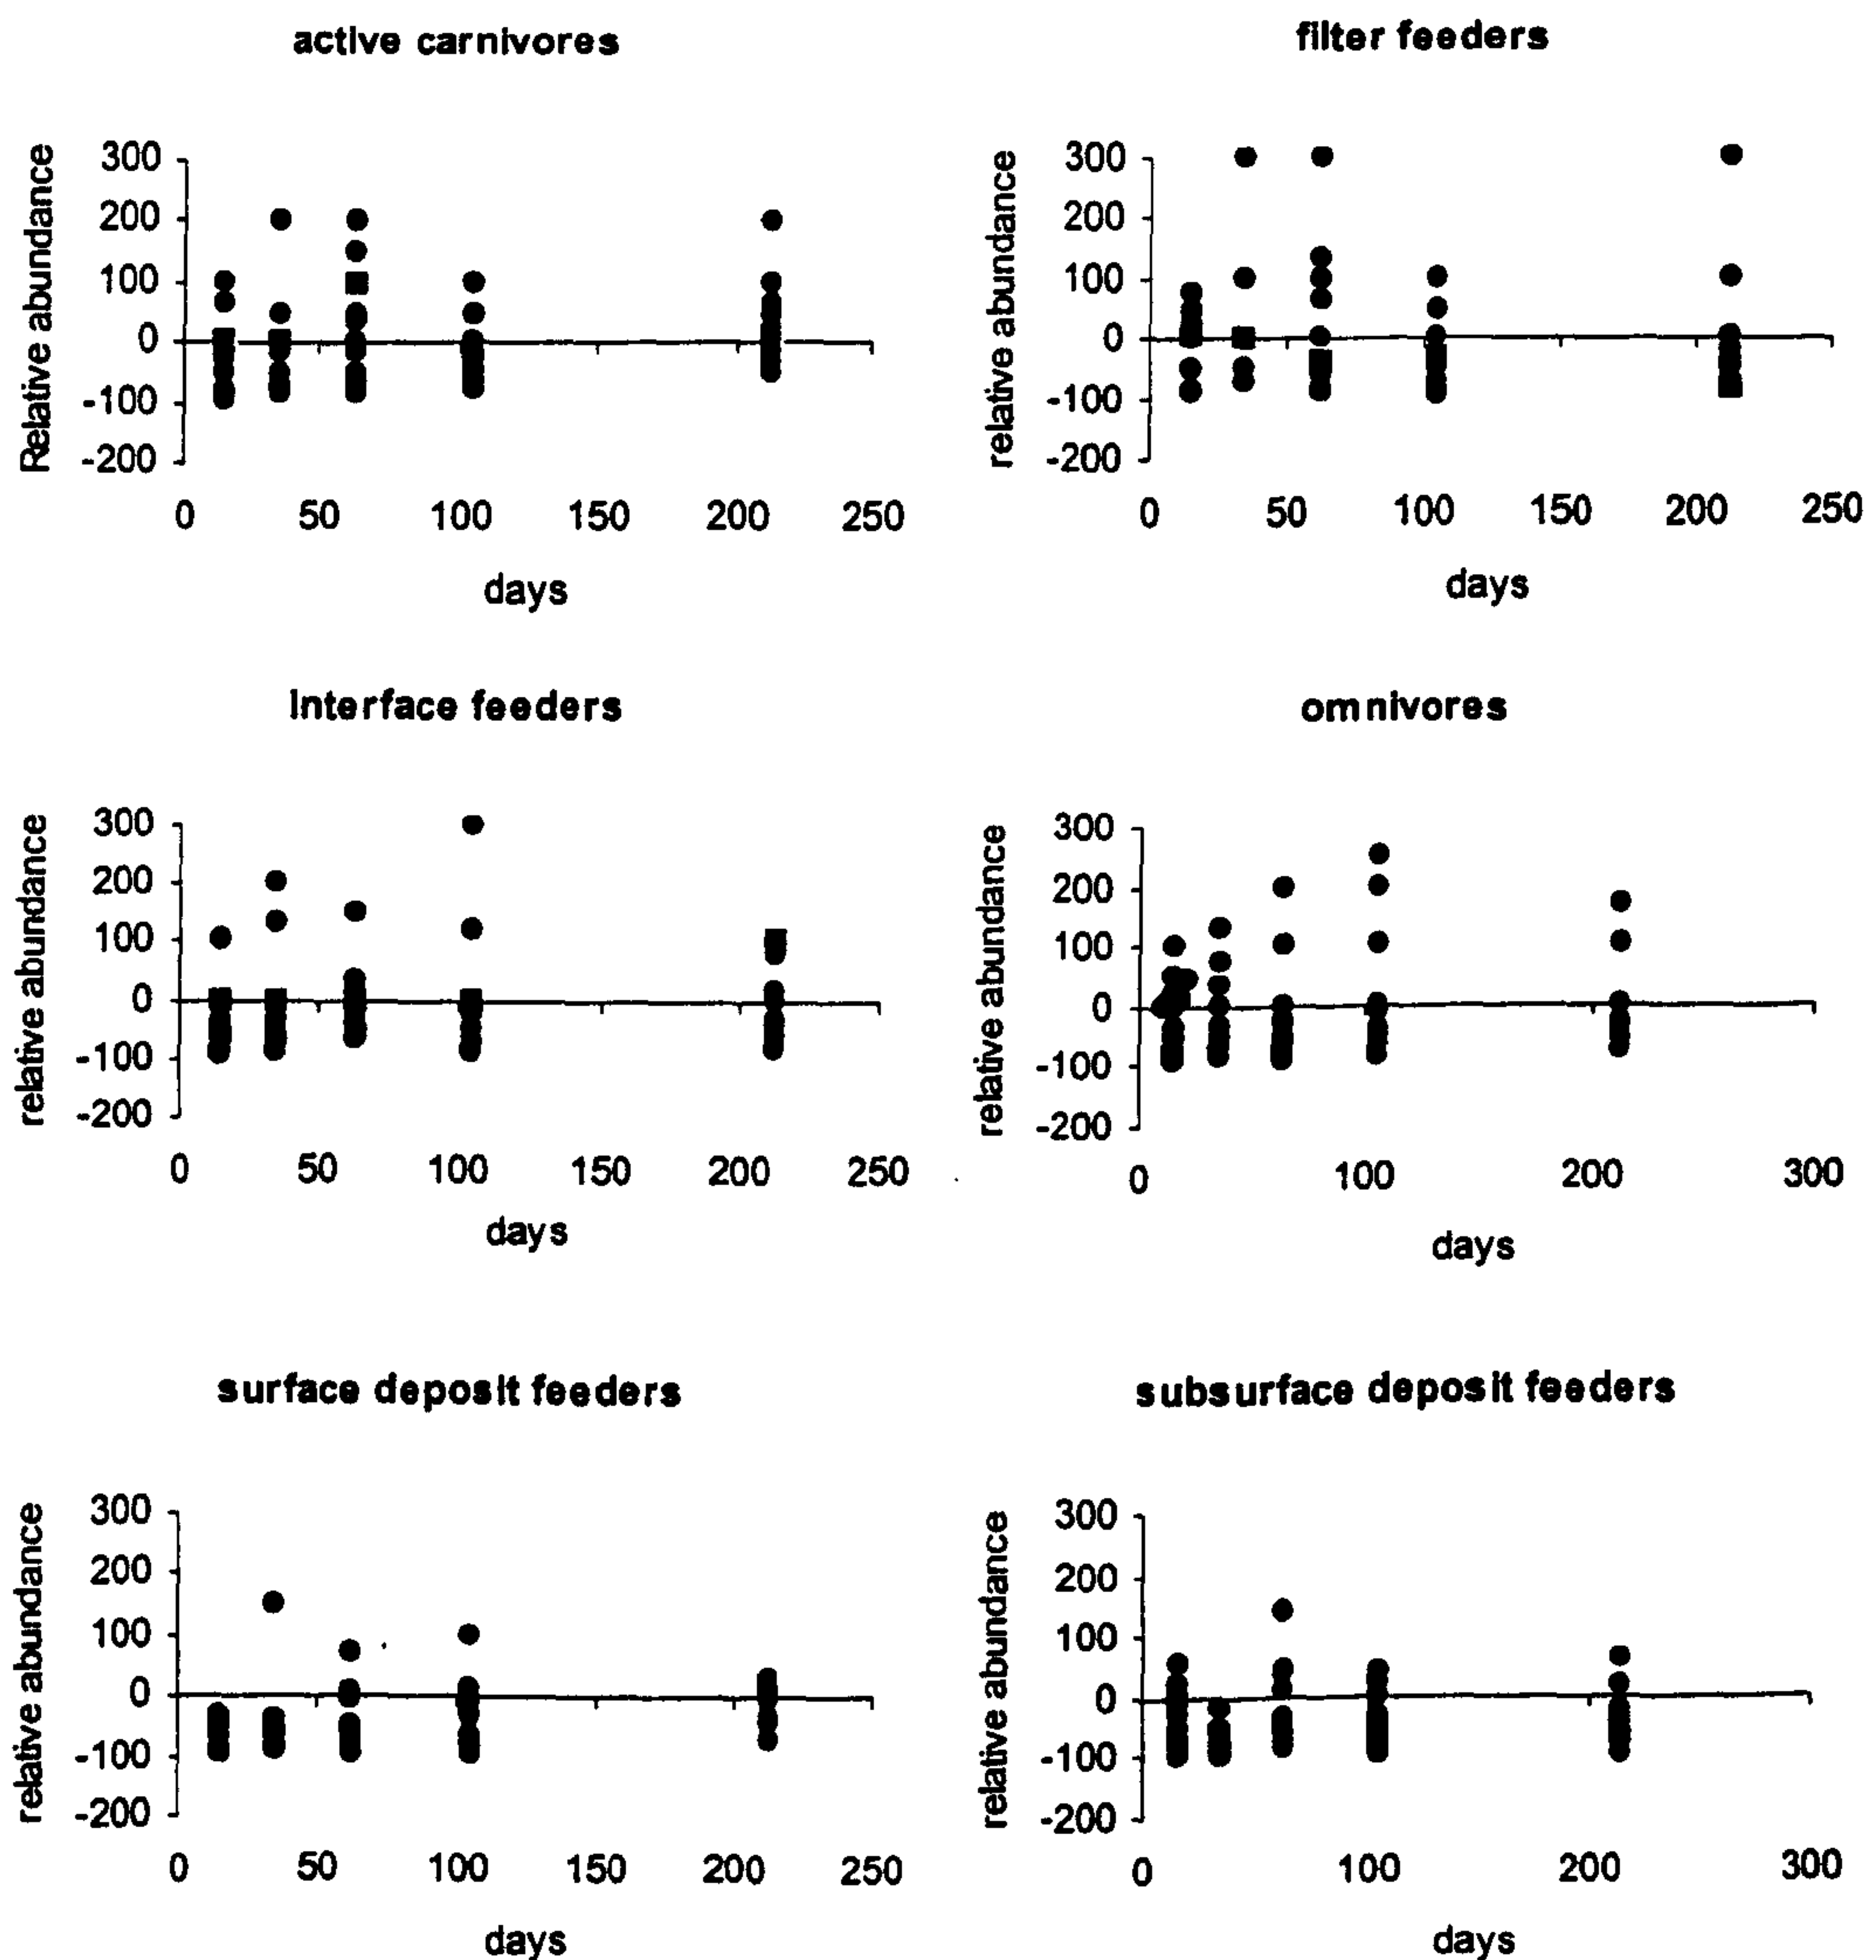 active carnivores
Relative abundance
300
200
100
0
-100
-200
0 50 100 150 200 250
days
filter feeders
relative abundance
300
200
100
0
-100
-200
0 50 100 150 200 250
days
Interface feeders
relative abundance
300
200
100
0
-100
-200
0 50 100 150 200 250
days
omnivores
relative abundance
300
200
100
0
-100
-200
0 100 200 300
days
surface deposit feeders
relative abundance
300
200
100
0
-100
-200
0 50 100 150 200 250
days
subsurface deposit feeders
relative abundance
300
200
100
0
-100
-200
0 100 200 300
days